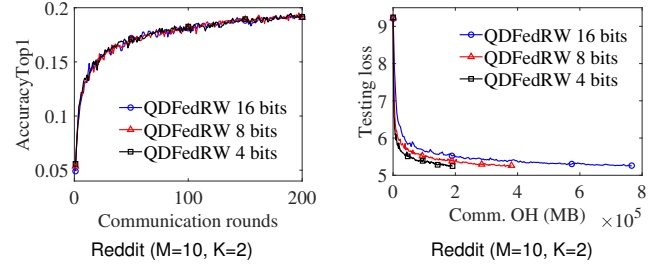 0.2
0.15
0.1
0.05
AccuracyTop1
QDFedRW 16 bits
QDFedRW 8 bits
QDFedRW 4 bits
0 100 200
Communication rounds
Reddit (M=10, K=2)
9
8
7
6
5
Testing loss
QDFedRW 16 bits
QDFedRW 8 bits
QDFedRW 4 bits
0 2 4 6 8
Comm. OH (MB) ×10⁵
Reddit (M=10, K=2)